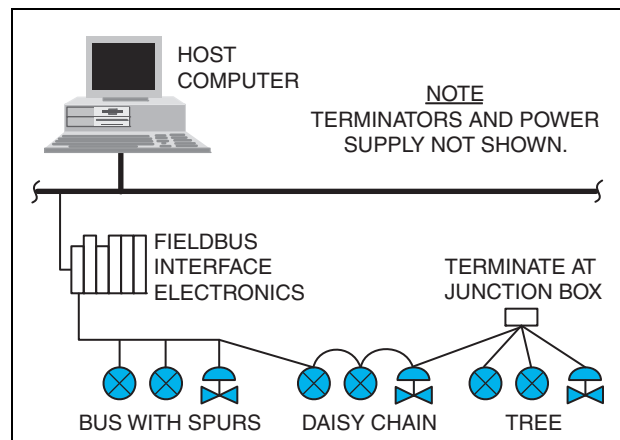 HOST
COMPUTER
NOTE
TERMINATORS AND POWER
SUPPLY NOT SHOWN.
FIELDBUS
INTERFACE
ELECTRONICS
TERMINATE AT
JUNCTION BOX
BUS WITH SPURS
DAISY CHAIN
TREE